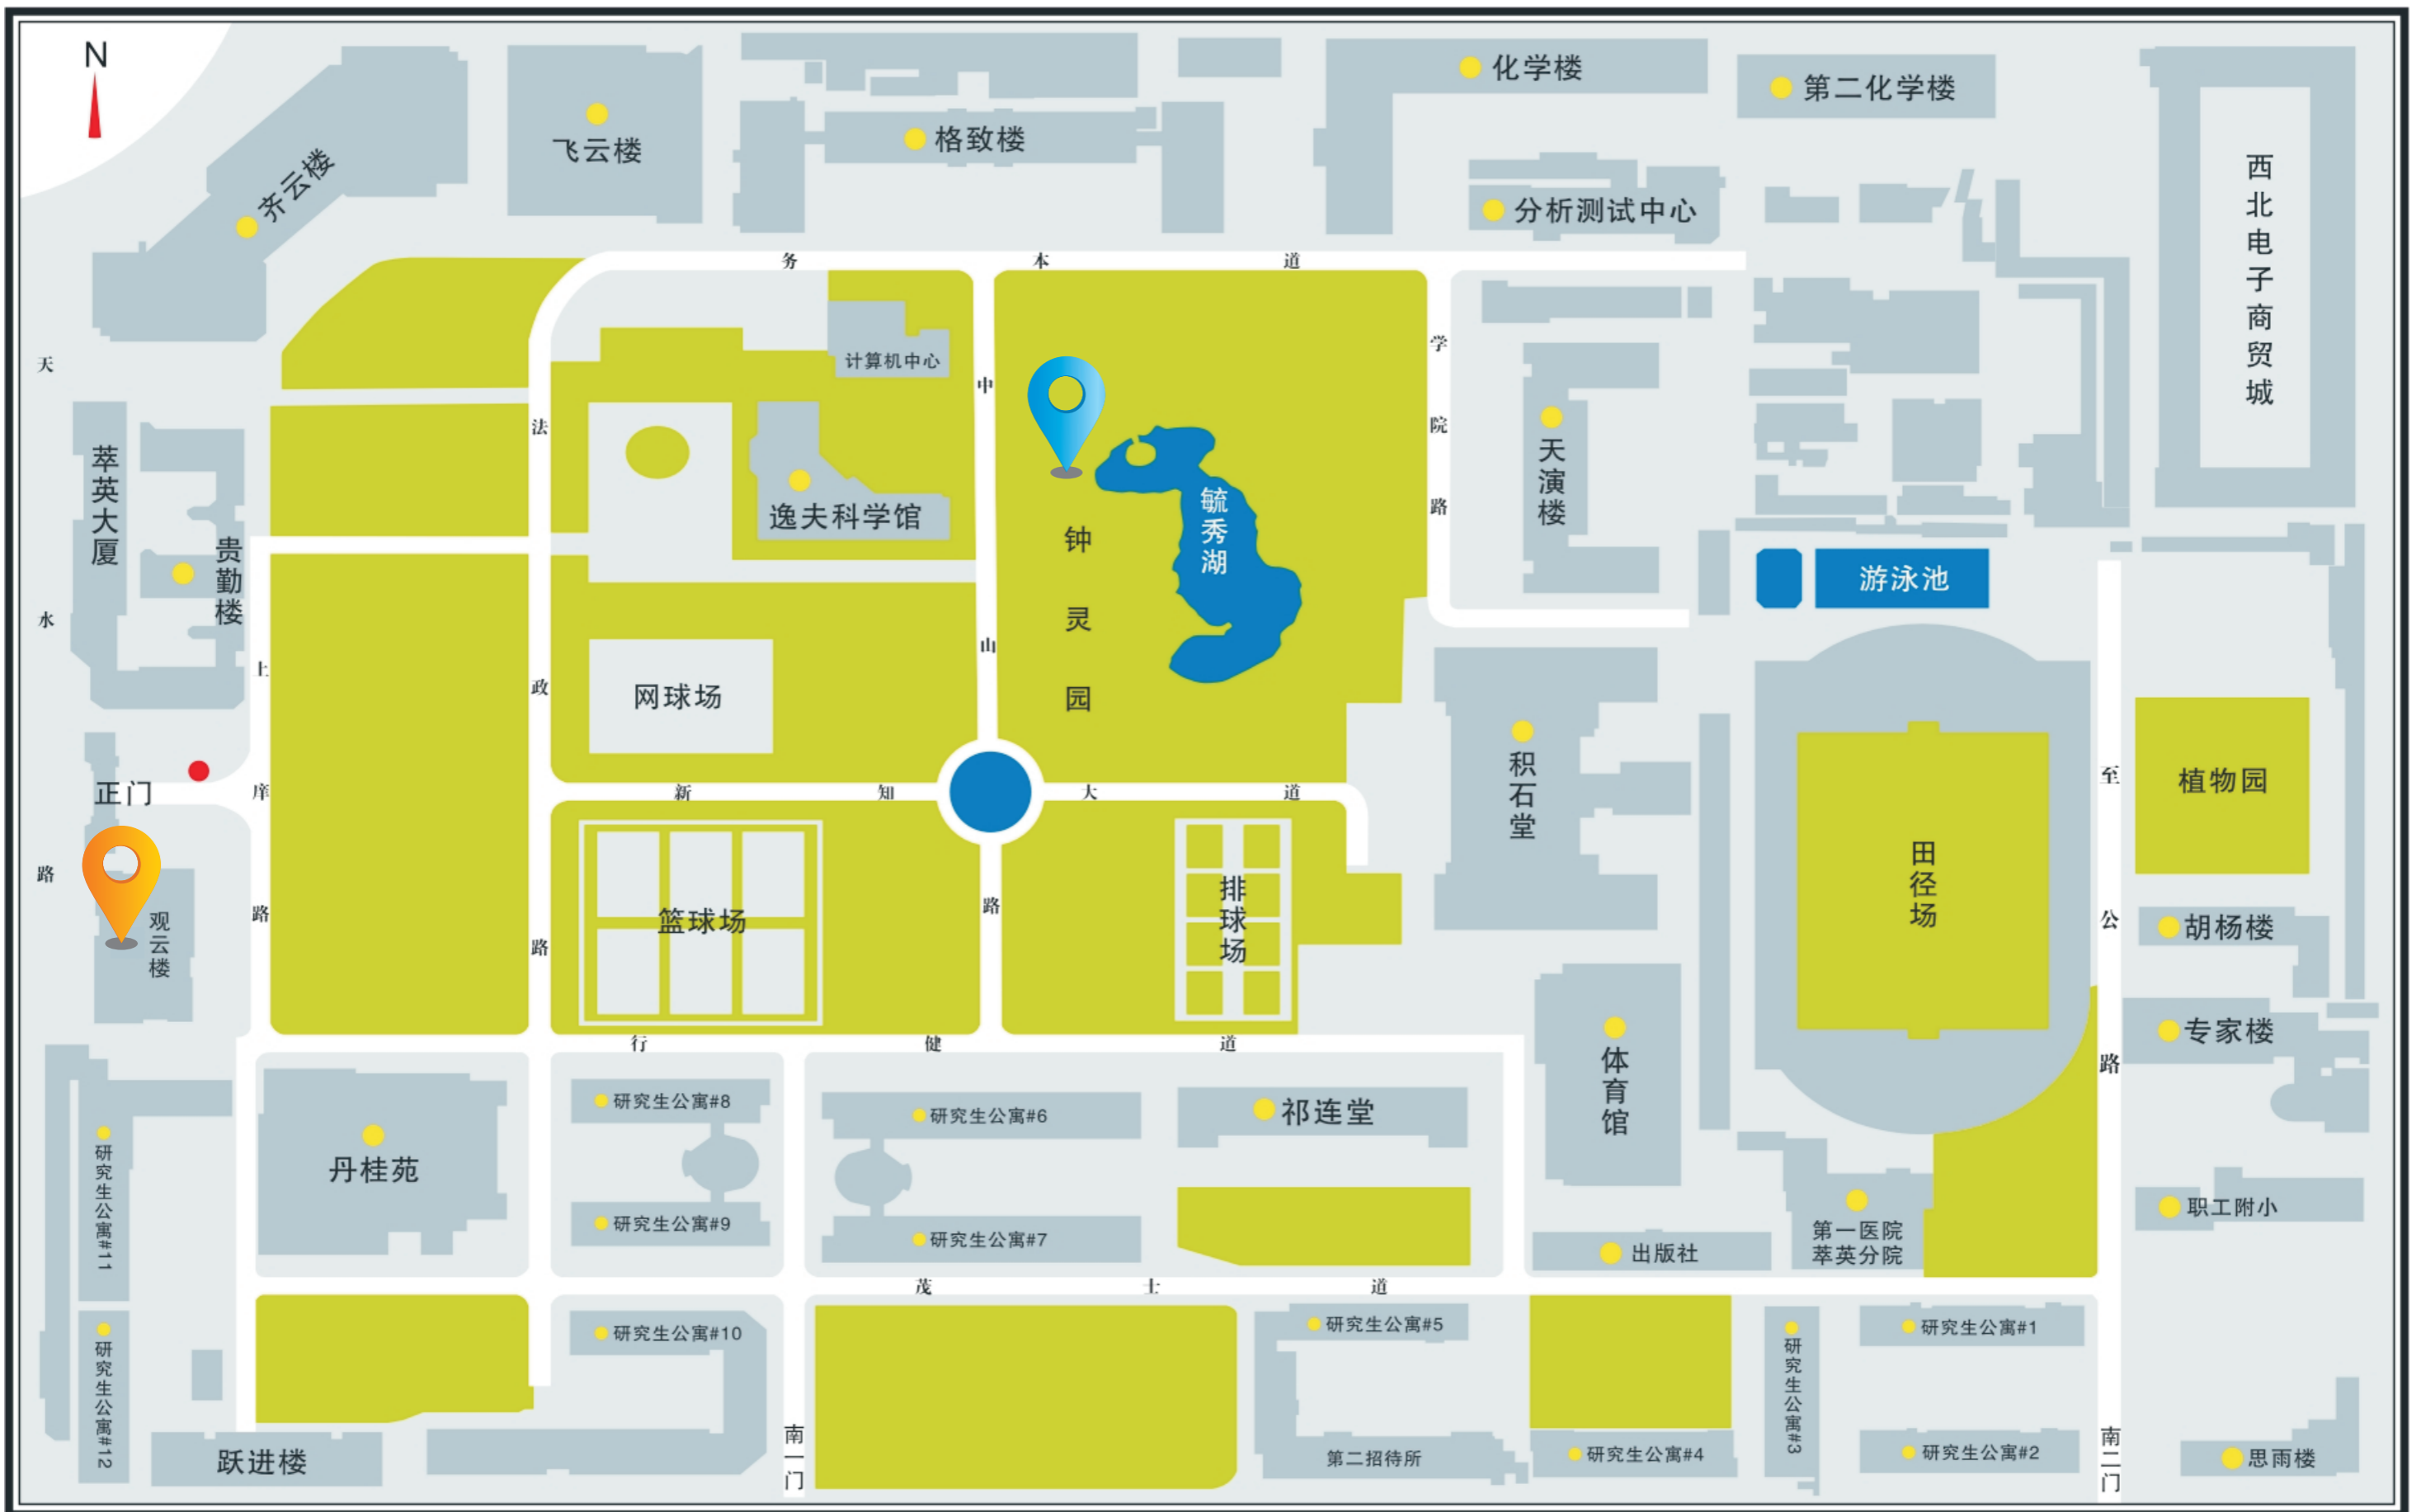 N
化学楼
第二化学楼
飞云楼
格致楼
齐云楼
分析测试中心
西北电子商贸城
务本道
天水路
计算机中心
中山路
学院路
法政路
萃英大厦
贵勤楼
逸夫科学馆
毓秀湖
钟灵园
天演楼
游泳池
上庠路
网球场
正门
新知大道
积石堂
至公路
植物园
田径场
观云楼
篮球场
排球场
胡杨楼
专家楼
行健道
体育馆
研究生公寓#8
研究生公寓#6
祁连堂
丹桂苑
研究生公寓#11
研究生公寓#9
研究生公寓#7
职工附小
第一医院
萃英分院
出版社
茂士道
研究生公寓#12
研究生公寓#10
研究生公寓#5
研究生公寓#3
研究生公寓#1
跃进楼
南一门
第二招待所
研究生公寓#4
研究生公寓#2
南二门
思雨楼